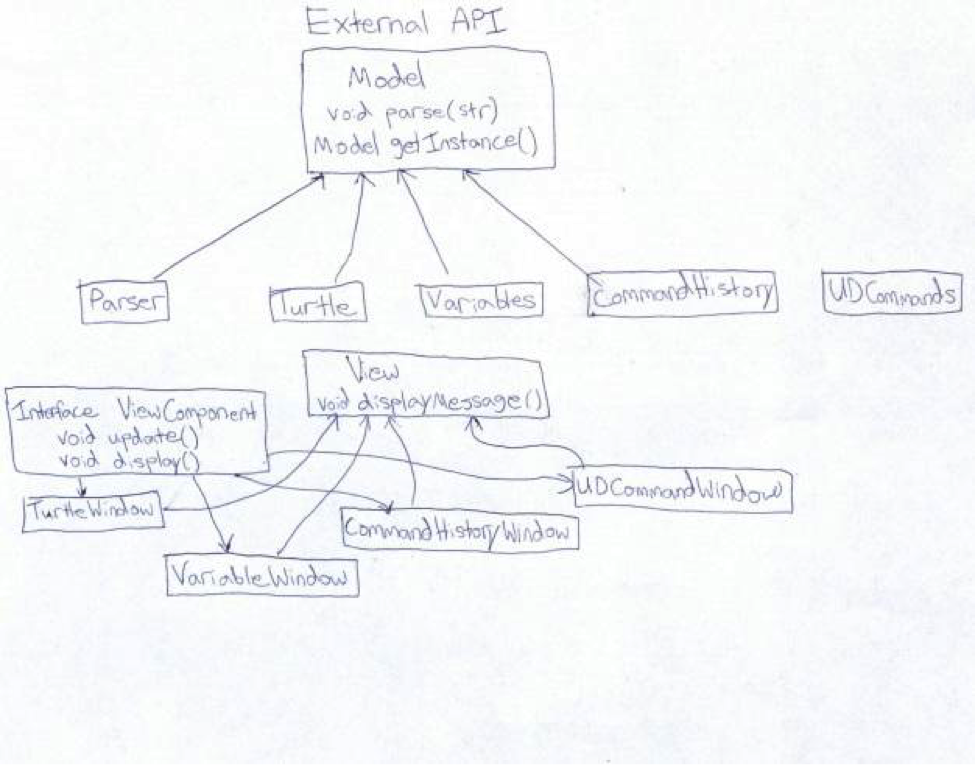 External API
Model
void parse(str)
Model getInstance()
Parser
Turtle
Variables
CommandHistory
UDCommands
View
void displayMessage()
Interface ViewComponent
void update()
void display()
TurtleWindow
VariableWindow
CommandHistoryWindow
UDCommandWindow